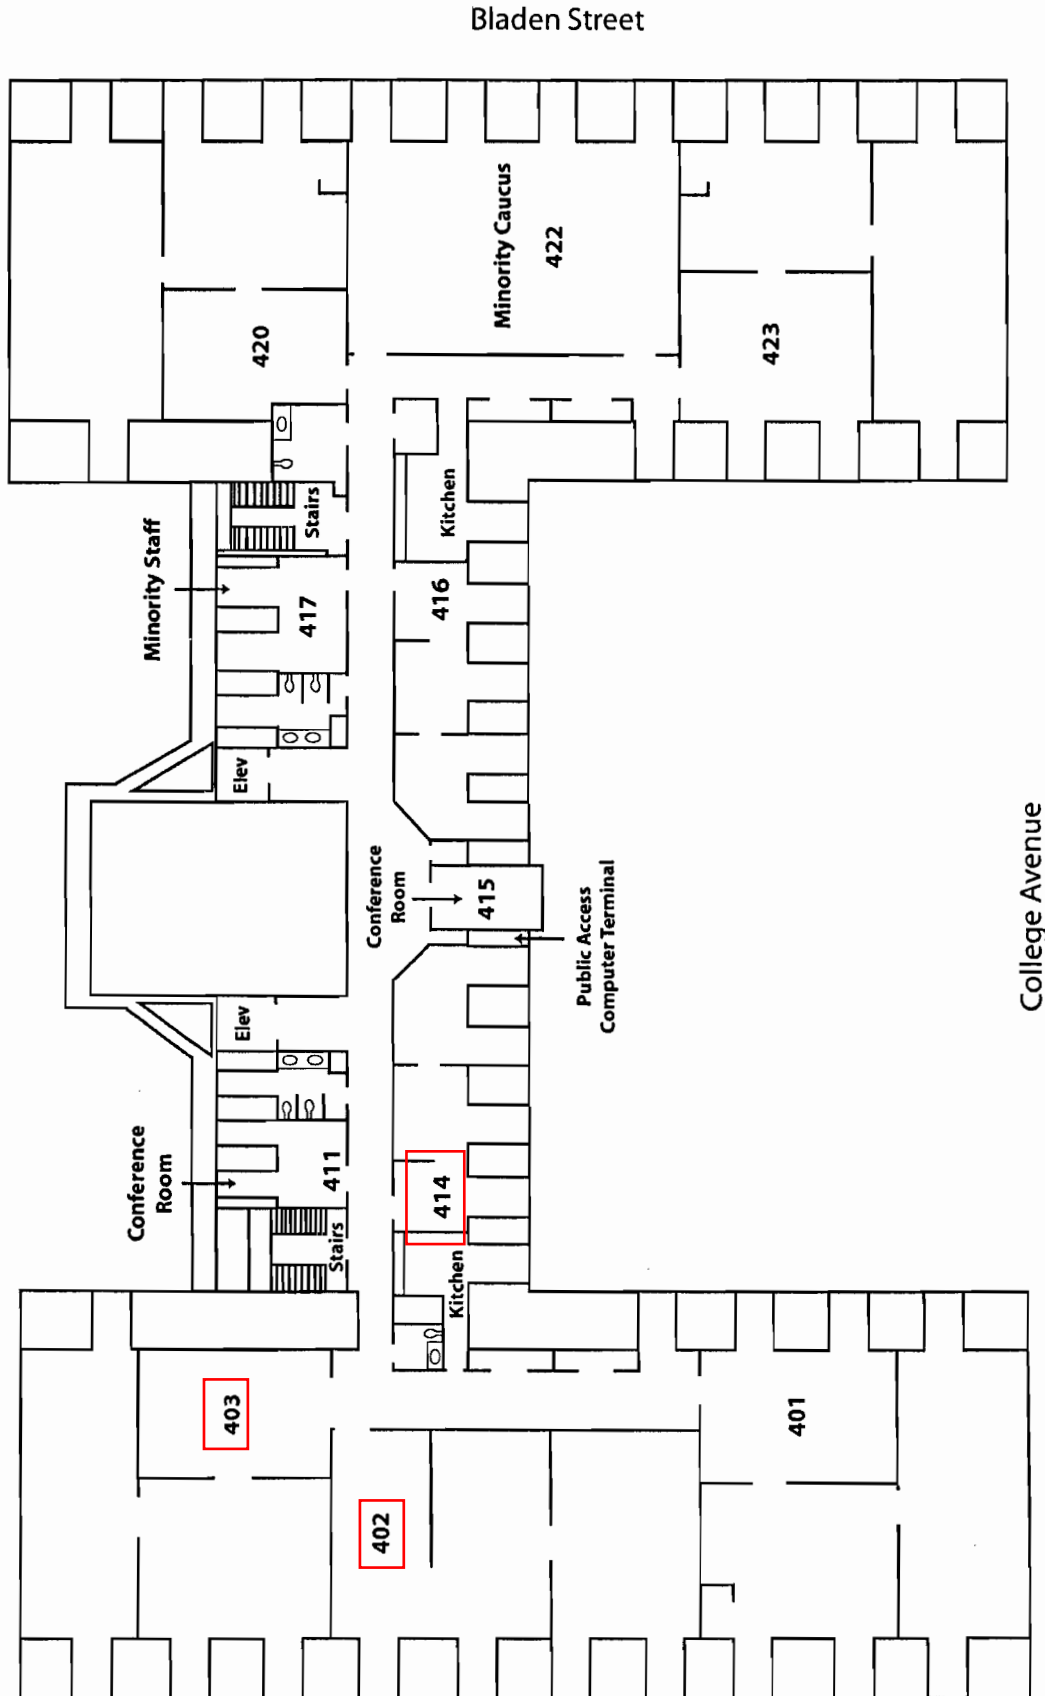 Bladen Street
Minority Caucus
422
420
423
Stairs
Kitchen
Minority Staff
417
416
Elev
Conference
Room
415
Public Access
Computer Terminal
College Avenue
Elev
Conference
Room
411
414
Stairs
Kitchen
403
401
402